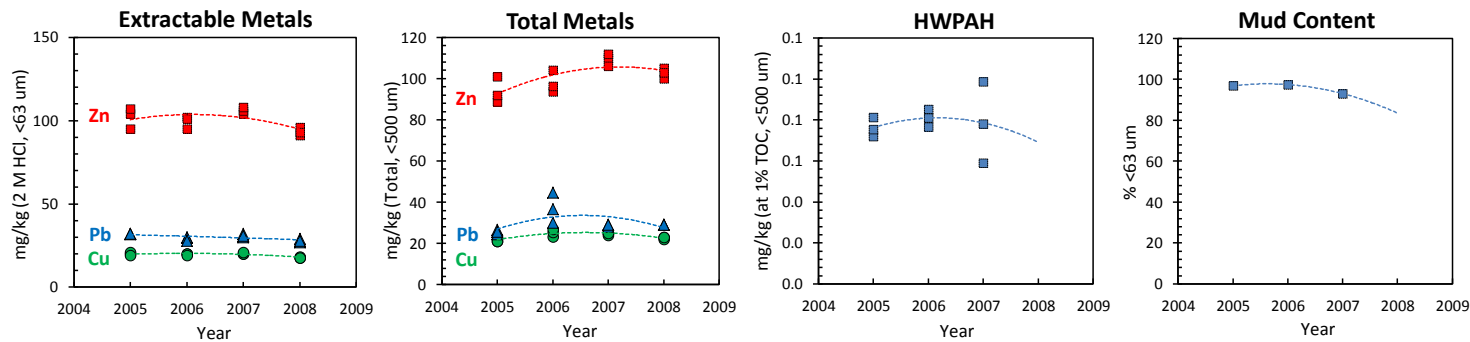 Extractable Metals
mg/kg (2 M HCl, <63 um)
150
100
50
0
Zn
Pb
Cu
2004 2005 2006 2007 2008 2009
Year
Total Metals
mg/kg (Total, <500 um)
120
100
80
60
40
20
0
Zn
Pb
Cu
2004 2005 2006 2007 2008 2009
Year
HWPAH
mg/kg (at 1% TOC, <500 um)
0.1
0.1
0.1
0.1
0.0
0.0
0.0
2004 2005 2006 2007 2008 2009
Year
Mud Content
% <63 um
120
100
80
60
40
20
0
2004 2005 2006 2007 2008 2009
Year